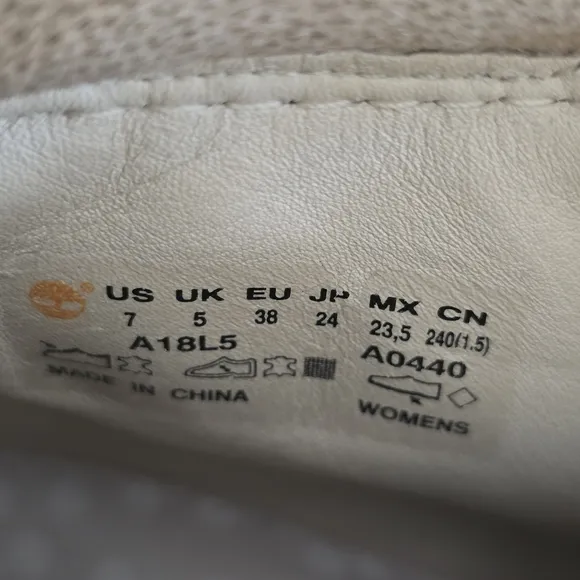 US UK EU JP MX CN
7 5 38 24 23,5 240(1.5)
A18L5 A0440
MADE IN CHINA WOMENS